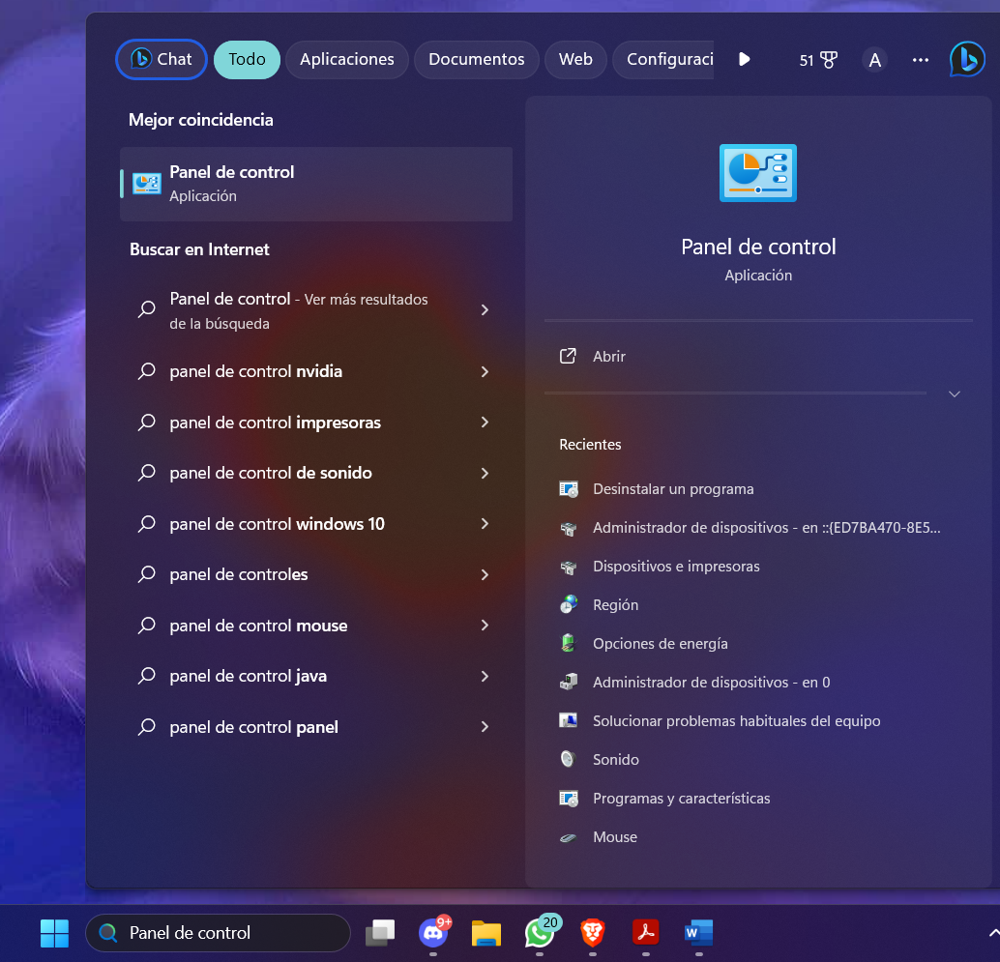 Chat
Todo
Aplicaciones
Documentos
Web
Configuraci
51
A
Mejor coincidencia
Panel de control
Aplicación
Buscar en Internet
Panel de control - Ver más resultados
de la búsqueda
panel de control nvidia
panel de control impresoras
panel de control de sonido
panel de control windows 10
panel de controles
panel de control mouse
panel de control java
panel de control panel
Panel de control
Aplicación
Abrir
Recientes
Desinstalar un programa
Administrador de dispositivos - en ::{ED7BA470-8E5...
Dispositivos e impresoras
Región
Opciones de energía
Administrador de dispositivos - en 0
Solucionar problemas habituales del equipo
Sonido
Programas y características
Mouse
Panel de control
9+
20
W